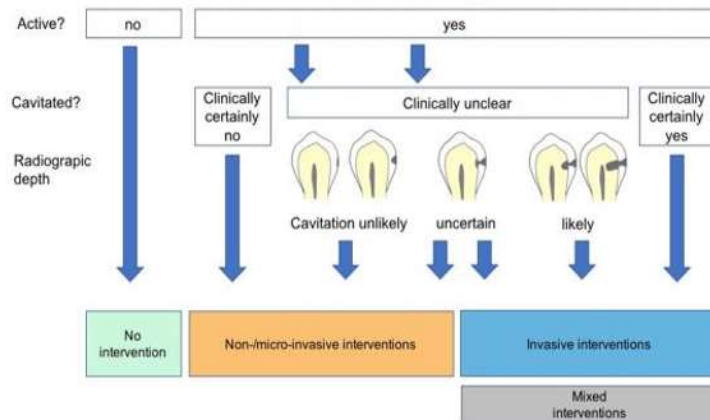 Active?
no
yes
Cavitated?
Clinically
certainly
no
Clinically unclear
Clinically
certainly
yes
Radiograpic
depth
Cavitation unlikely
uncertain
likely
No
intervention
Non-/micro-invasive interventions
Invasive interventions
Mixed
interventions